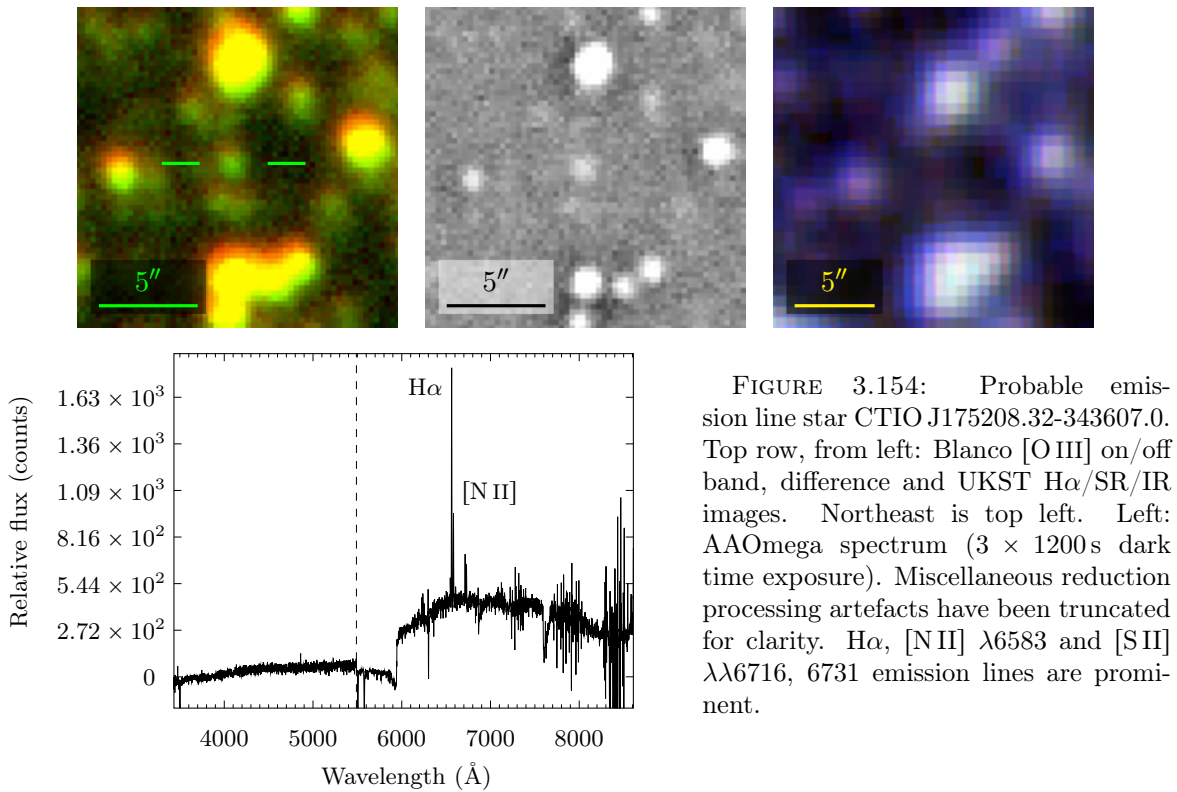 5″
5″
5″
Hα
[N II]
1.63 × 10³
1.36 × 10³
1.09 × 10³
8.16 × 10²
5.44 × 10²
2.72 × 10²
0
Relative flux (counts)
4000 5000 6000 7000 8000
Wavelength (Å)
FIGURE 3.154: Probable emis-
sion line star CTIO J175208.32-343607.0.
Top row, from left: Blanco [O III] on/off
band, difference and UKST Hα/SR/IR
images. Northeast is top left. Left:
AAOmega spectrum (3 × 1200 s dark
time exposure). Miscellaneous reduction
processing artefacts have been truncated
for clarity. Hα, [N II] λ6583 and [S II]
λλ6716, 6731 emission lines are promi-
nent.